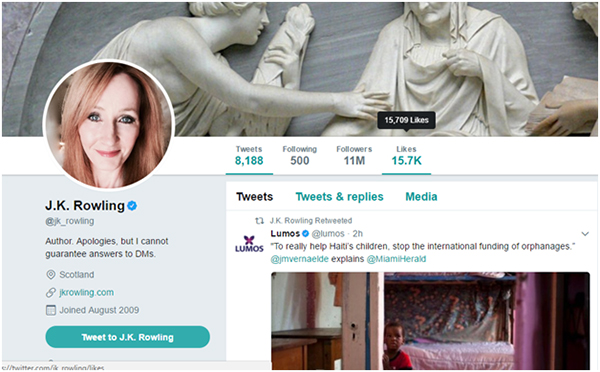 15,709 Likes
Tweets Following Followers Likes
8,188 500 11M 15.7K
J.K. Rowling
@jk_rowling
Author. Apologies, but I cannot
guarantee answers to DMs.
Scotland
jkrowling.com
Joined August 2009
Tweet to J.K. Rowling
Tweets Tweets & replies Media
J.K. Rowling Retweeted
LUMOS
Lumos @lumos · 2h
"To really help Haiti's children, stop the international funding of orphanages."
@jmvernaelde explains @MiamiHerald
s://twitter.com/jk_rowling/likes